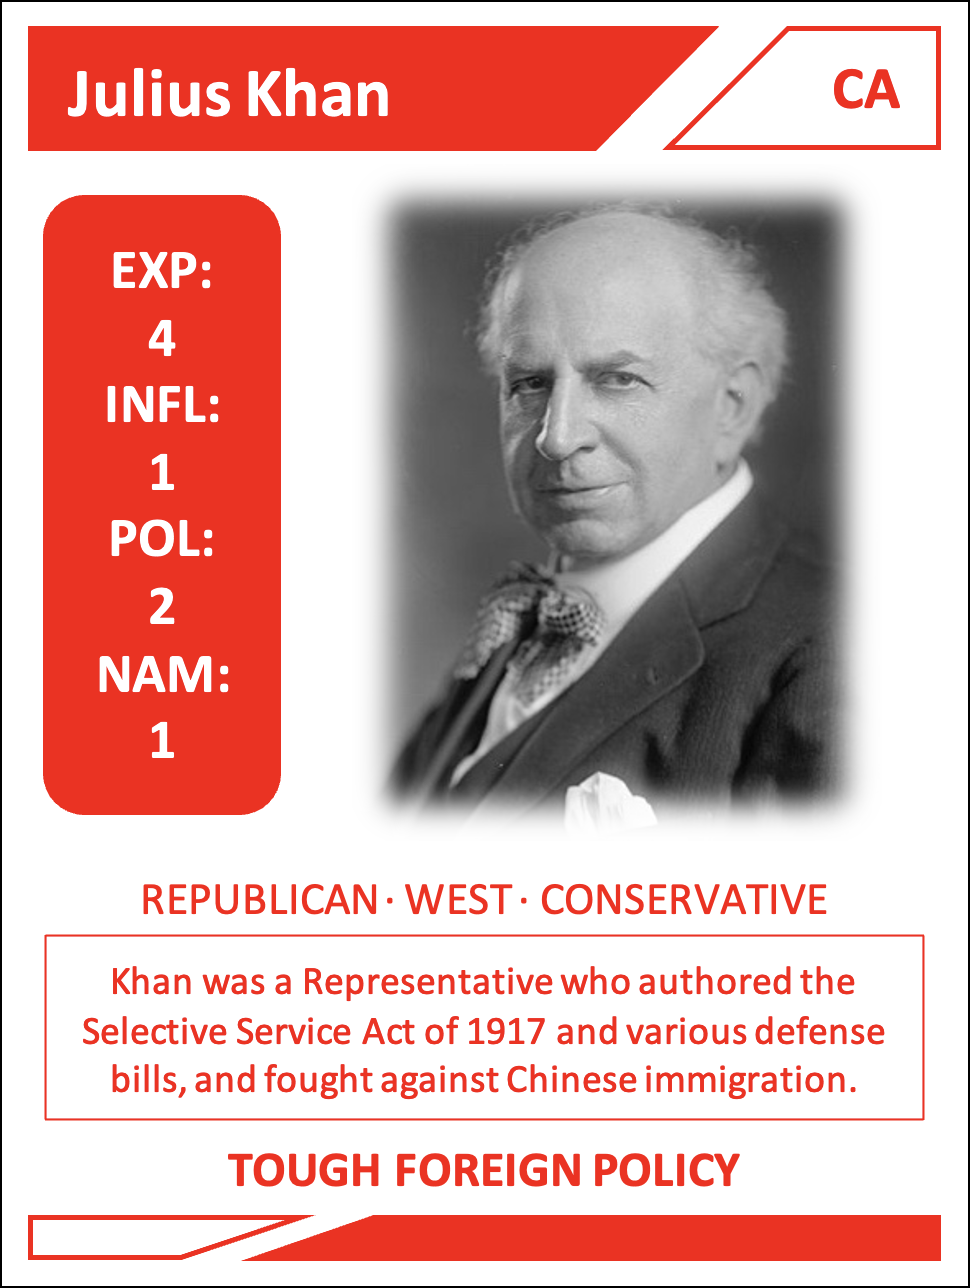 Julius Khan
CA
EXP:
4
INFL:
1
POL:
2
NAM:
1
REPUBLICAN · WEST · CONSERVATIVE
Khan was a Representative who authored the
Selective Service Act of 1917 and various defense
bills, and fought against Chinese immigration.
TOUGH FOREIGN POLICY